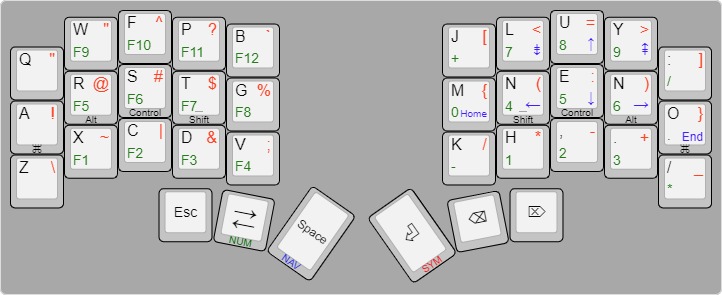 Q "
W "
F9
F ^
F10
P ?
F11
B `
F12
J [
+
L <
7 ⇟
U =
8 ↑
Y >
9 ⇞
: ]
/
A !
⌘
R @
F5
Alt
S #
F6
Control
T $
F7_
Shift
G %
F8
M {
0 Home
N (
4 _ ←
Shift
E :
5 ↓
Control
N )
6 →
Alt
O }
. End
⌘
Z \
X ~
F1
C |
F2
D &
F3
V ;
F4
K /
-
H *
1
, -
2
. +
3
/ _
*
Esc
⇄
NUM
Space
NAV
⇩
SYM
⌫
⌦